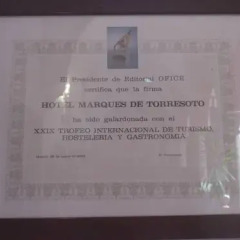 El Presidente de Editorial OFICE
certifica que la firma
HOTEL MARQUES DE TORRESOTO
ha sido galardonada con el
XXIX TROFEO INTERNACIONAL DE TURISMO,
HOSTELERIA Y GASTRONOMIA